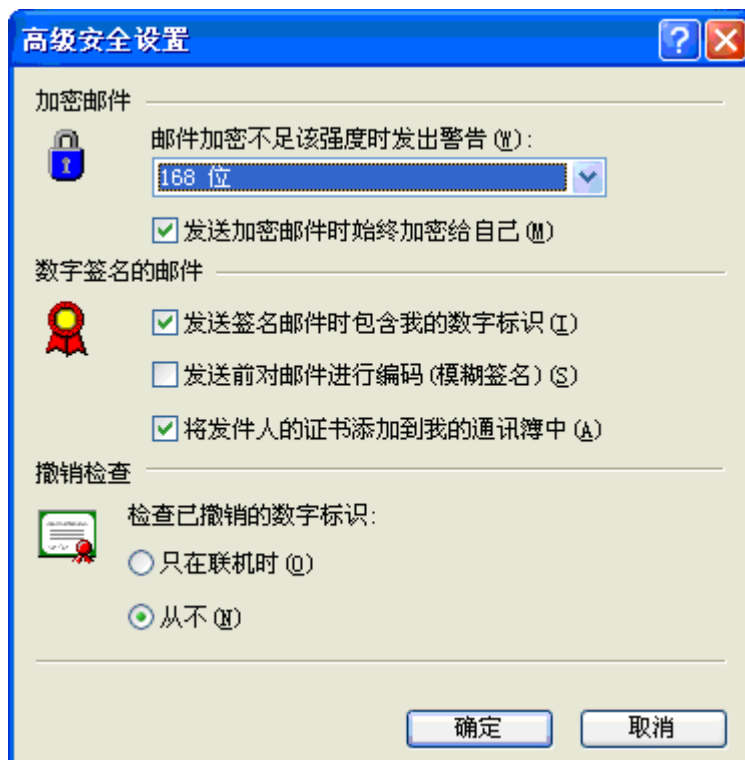 高级安全设置
加密邮件
邮件加密不足该强度时发出警告(W):
168 位
发送加密邮件时始终加密给自己(M)
数字签名的邮件
发送签名邮件时包含我的数字标识(I)
发送前对邮件进行编码(模糊签名)(S)
将发件人的证书添加到我的通讯簿中(A)
撤销检查
检查已撤销的数字标识:
只在联机时(O)
从不(N)
确定
取消